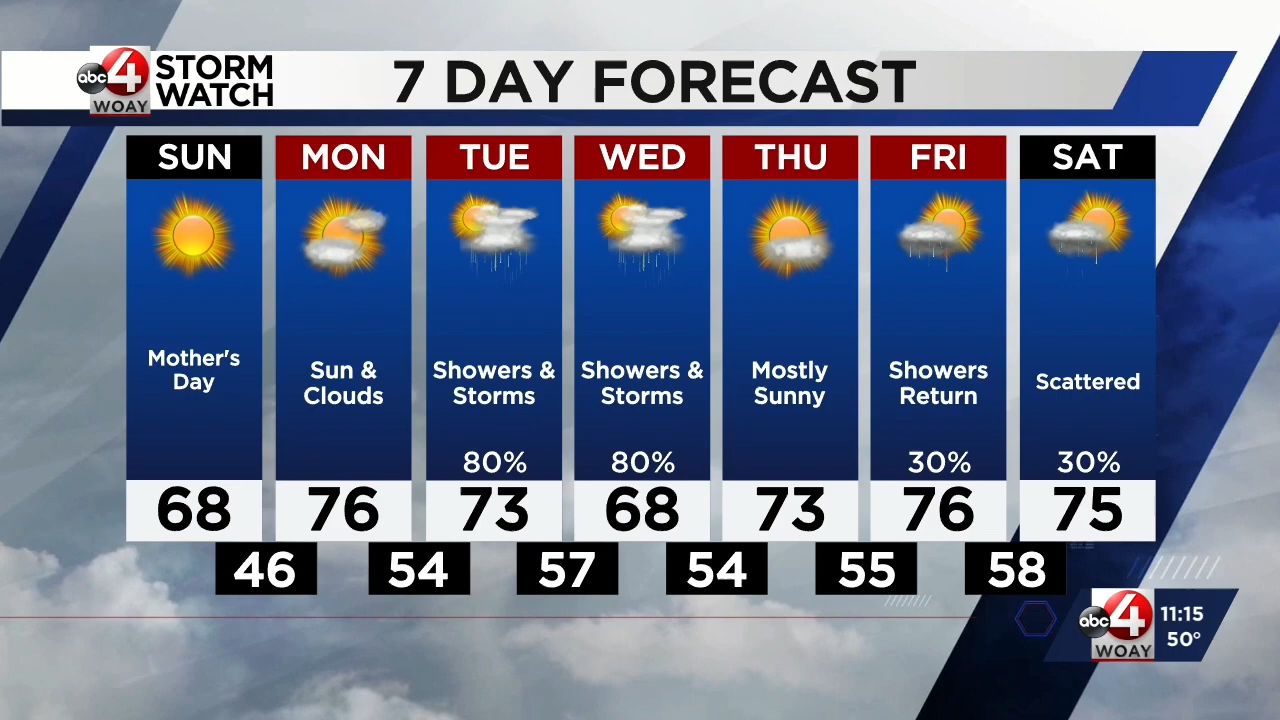 abc 4
WOAY
STORM
WATCH
7 DAY FORECAST
SUN
MON
TUE
WED
THU
FRI
SAT
Mother's
Day
Sun &
Clouds
Showers &
Storms
Showers &
Storms
Mostly
Sunny
Showers
Return
Scattered
80%
80%
30%
30%
68
76
73
68
73
76
75
46
54
57
54
55
58
abc 4
WOAY
11:15
50°